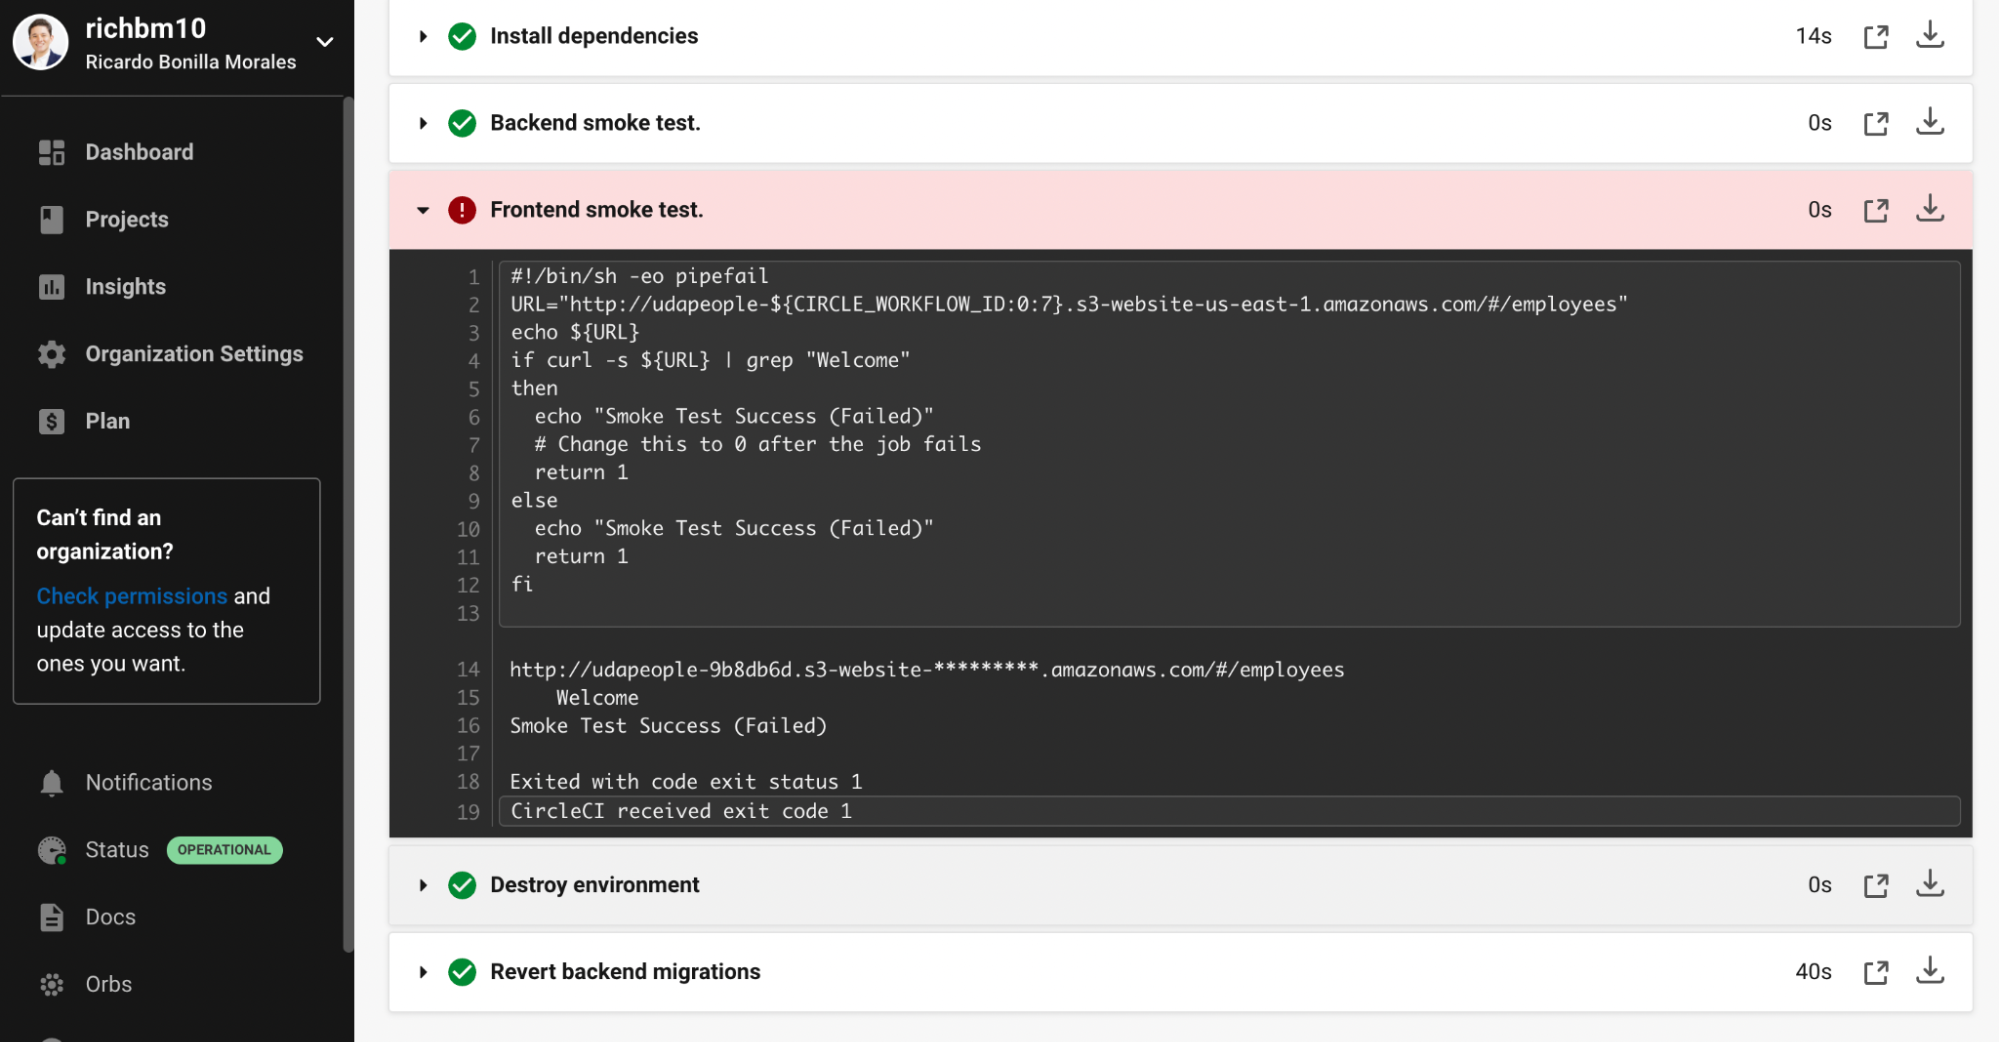 richbm10
Ricardo Bonilla Morales
Dashboard
Projects
Insights
Organization Settings
Plan
Can't find an
organization?
Check permissions and
update access to the
ones you want.
Notifications
Status OPERATIONAL
Docs
Orbs
Install dependencies 14s
Backend smoke test. 0s
Frontend smoke test. 0s
1 #!/bin/sh -eo pipefail
2 URL="http://udapeople-${CIRCLE_WORKFLOW_ID:0:7}.s3-website-us-east-1.amazonaws.com/#/employees"
3 echo ${URL}
4 if curl -s ${URL} | grep "Welcome"
5 then
6 echo "Smoke Test Success (Failed)"
7 # Change this to 0 after the job fails
8 return 1
9 else
10 echo "Smoke Test Success (Failed)"
11 return 1
12 fi
13
14 http://udapeople-9b8db6d.s3-website-*********.amazonaws.com/#/employees
15 Welcome
16 Smoke Test Success (Failed)
17
18 Exited with code exit status 1
19 CircleCI received exit code 1
Destroy environment 0s
Revert backend migrations 40s